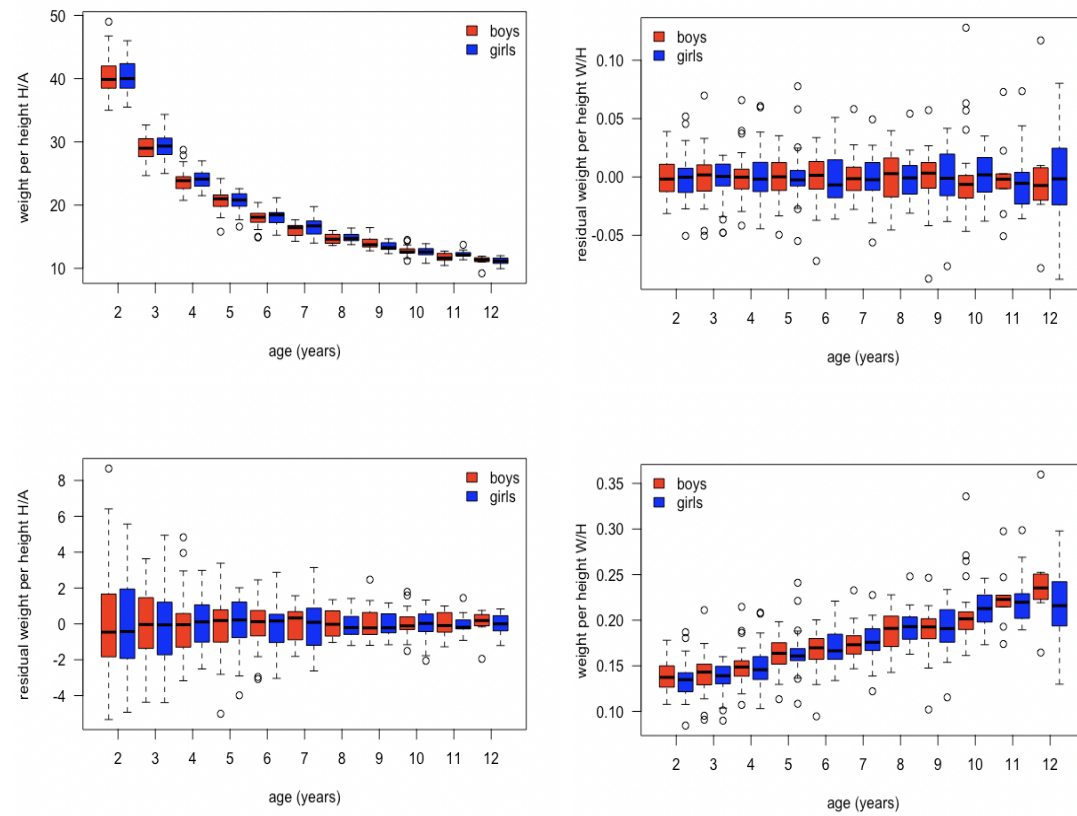 weight per height H/A
50
40
30
20
10
boys
girls
2 3 4 5 6 7 8 9 10 11 12
age (years)
residual weight per height W/H
0.10
0.05
0.00
-0.05
boys
girls
2 3 4 5 6 7 8 9 10 11 12
age (years)
residual weight per height H/A
8
6
4
2
0
-2
-4
boys
girls
2 3 4 5 6 7 8 9 10 11 12
age (years)
weight per height W/H
0.35
0.30
0.25
0.20
0.15
0.10
boys
girls
2 3 4 5 6 7 8 9 10 11 12
age (years)